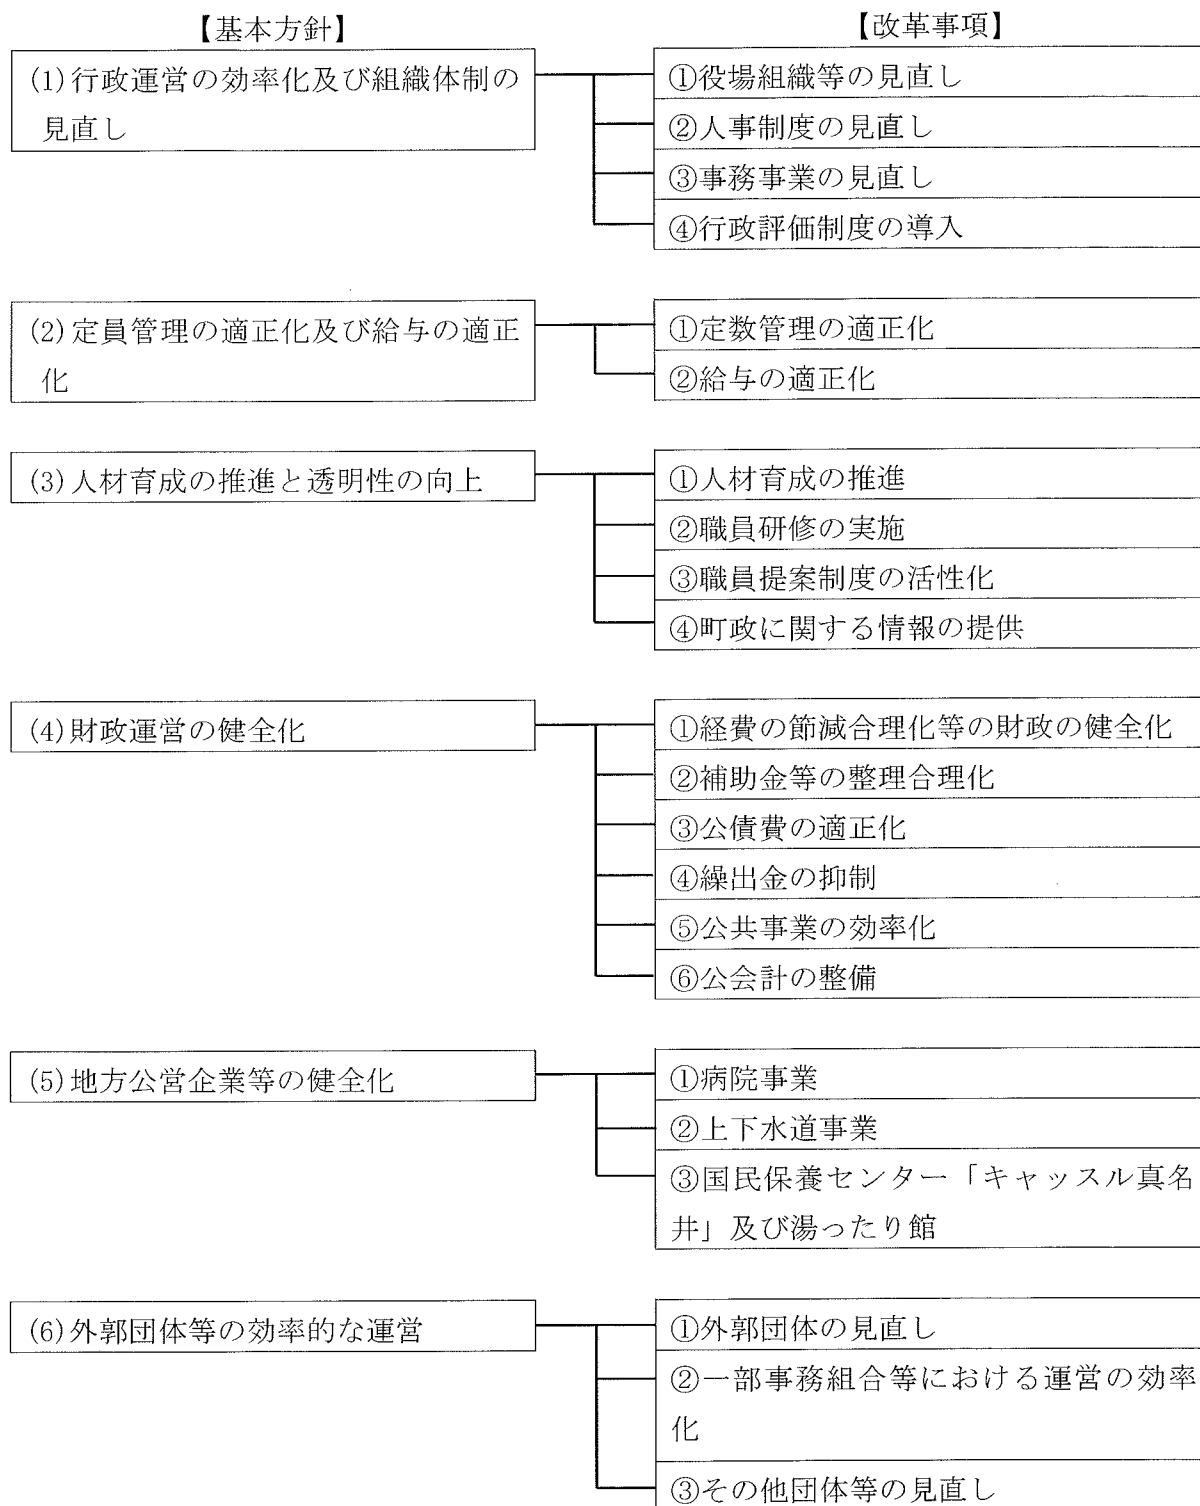 【基本方針】
【改革事項】
(1)行政運営の効率化及び組織体制の
見直し
①役場組織等の見直し
②人事制度の見直し
③事務事業の見直し
④行政評価制度の導入
(2)定員管理の適正化及び給与の適正
化
①定数管理の適正化
②給与の適正化
(3)人材育成の推進と透明性の向上
①人材育成の推進
②職員研修の実施
③職員提案制度の活性化
④町政に関する情報の提供
(4)財政運営の健全化
①経費の節減合理化等の財政の健全化
②補助金等の整理合理化
③公債費の適正化
④繰出金の抑制
⑤公共事業の効率化
⑥公会計の整備
(5)地方公営企業等の健全化
①病院事業
②上下水道事業
③国民保養センター「キャッスル真名
井」及び湯ったり館
(6)外郭団体等の効率的な運営
①外郭団体の見直し
②一部事務組合等における運営の効率
化
③その他団体等の見直し